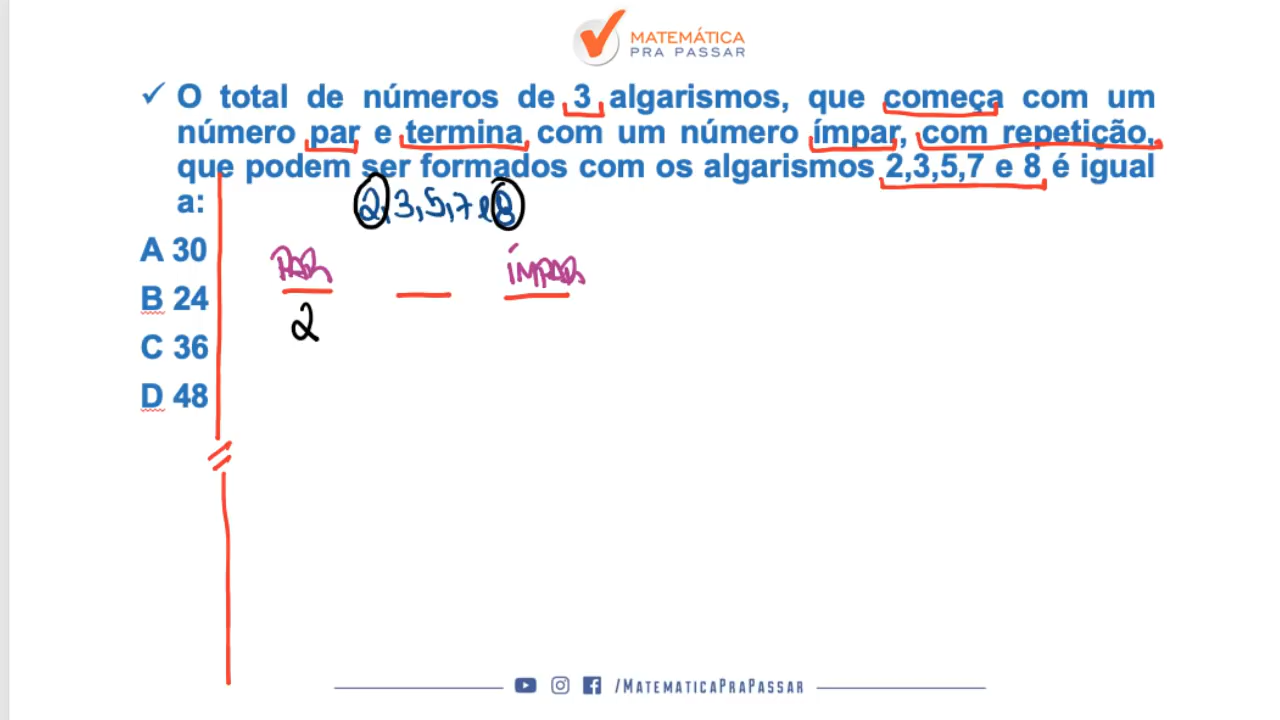 MATEMÁTICA
PRA PASSAR
✓ O total de números de 3 algarismos, que começa com um
número par e termina com um número ímpar, com repetição,
que podem ser formados com os algarismos 2,3,5,7 e 8 é igual
a:
2,3,5,7 e 8
A 30
PAR ÍMPAR
B 24
2
C 36
D 48
/MATEMATICAPRAPASSAR